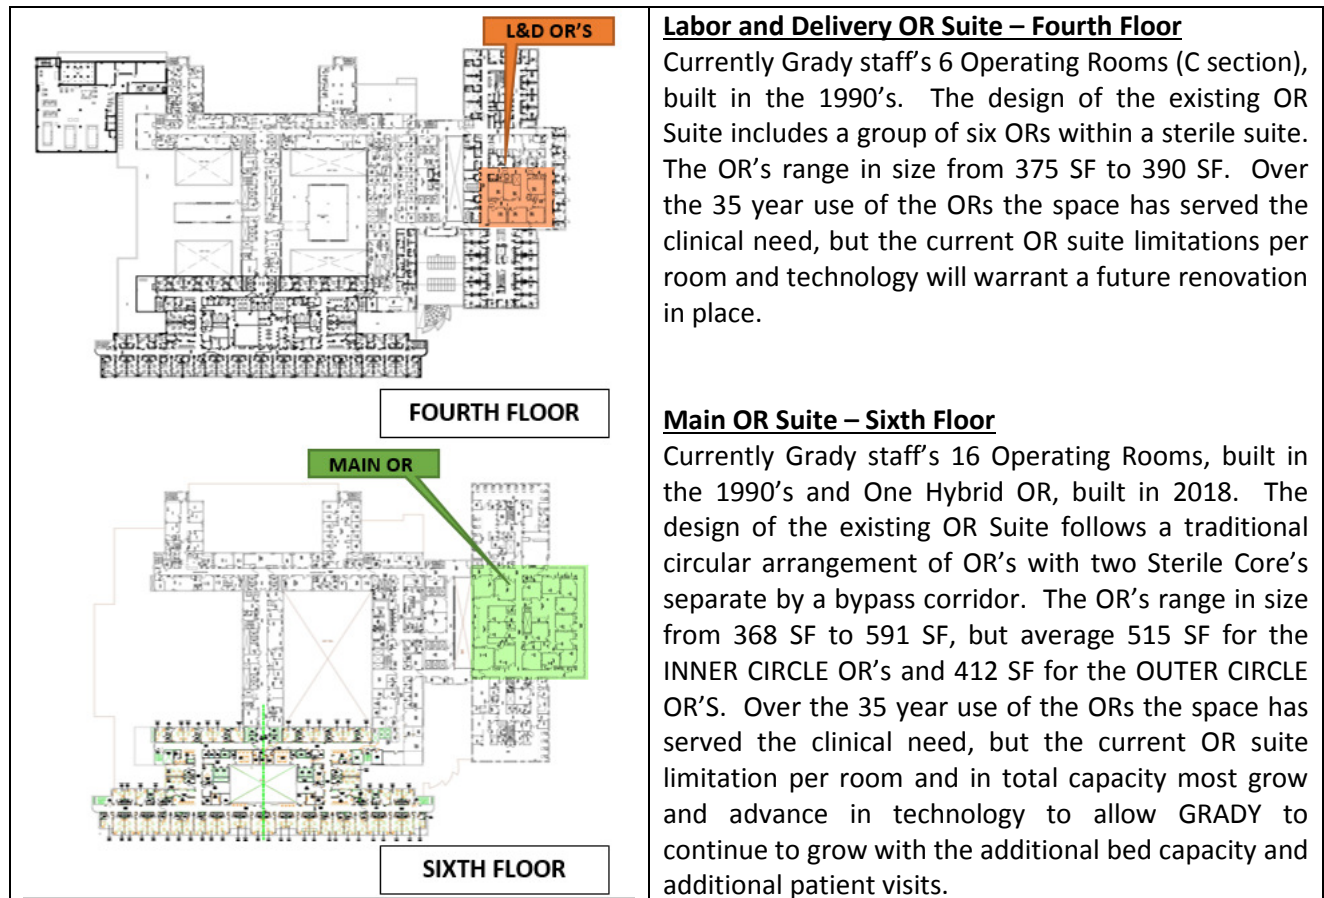 L&D OR'S
FOURTH FLOOR
MAIN OR
SIXTH FLOOR
Labor and Delivery OR Suite – Fourth Floor
Currently Grady staff's 6 Operating Rooms (C section),
built in the 1990's. The design of the existing OR
Suite includes a group of six ORs within a sterile suite.
The OR's range in size from 375 SF to 390 SF. Over
the 35 year use of the ORs the space has served the
clinical need, but the current OR suite limitations per
room and technology will warrant a future renovation
in place.
Main OR Suite – Sixth Floor
Currently Grady staff's 16 Operating Rooms, built in
the 1990's and One Hybrid OR, built in 2018. The
design of the existing OR Suite follows a traditional
circular arrangement of OR's with two Sterile Core's
separate by a bypass corridor. The OR's range in size
from 368 SF to 591 SF, but average 515 SF for the
INNER CIRCLE OR's and 412 SF for the OUTER CIRCLE
OR'S. Over the 35 year use of the ORs the space has
served the clinical need, but the current OR suite
limitation per room and in total capacity most grow
and advance in technology to allow GRADY to
continue to grow with the additional bed capacity and
additional patient visits.